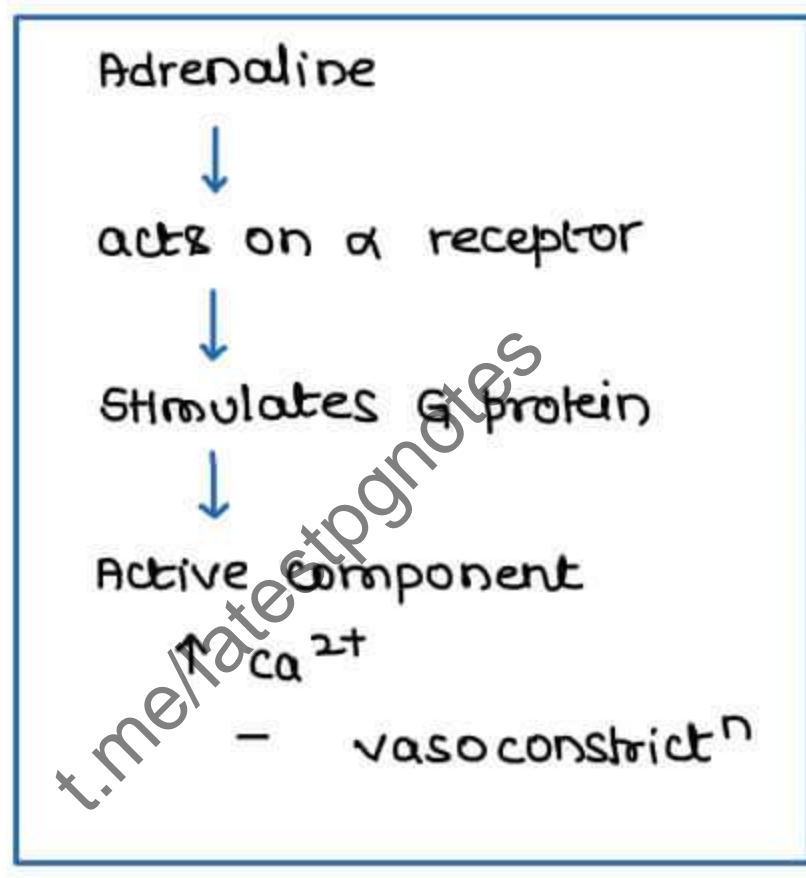 Adrenaline
↓
acts on α receptor
↓
Stimulates G protein
↓
Active component
↑ Ca²⁺
- vasoconstrictⁿ
t.me/latestpgnotes